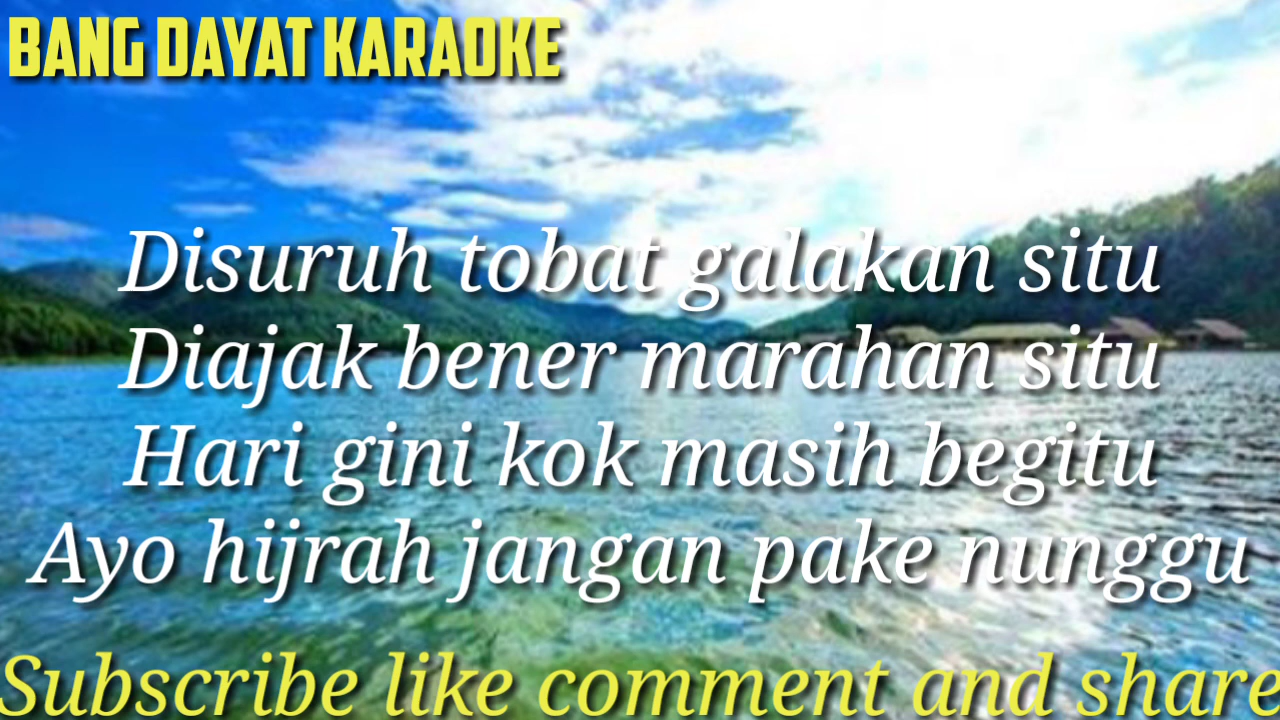 BANG DAYAT KARAOKE
Disuruh tobat galakan situ
Diajak bener marahan situ
Hari gini kok masih begitu
Ayo hijrah jangan pake nunggu
Subscribe like comment and share